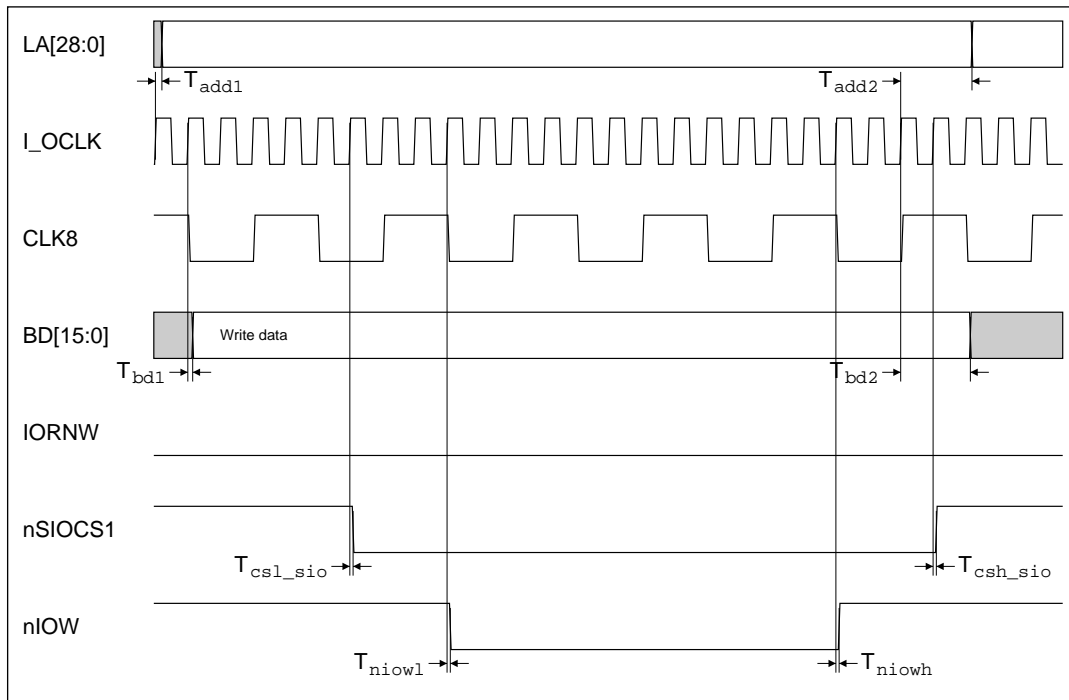 LA[28:0]
Tadd1
Tadd2
I_OCLK
CLK8
BD[15:0]
Write data
Tbd1
Tbd2
IORNW
nSIOCS1
Tcsl_sio
Tcsh_sio
nIOW
Tniowl
Tniowh